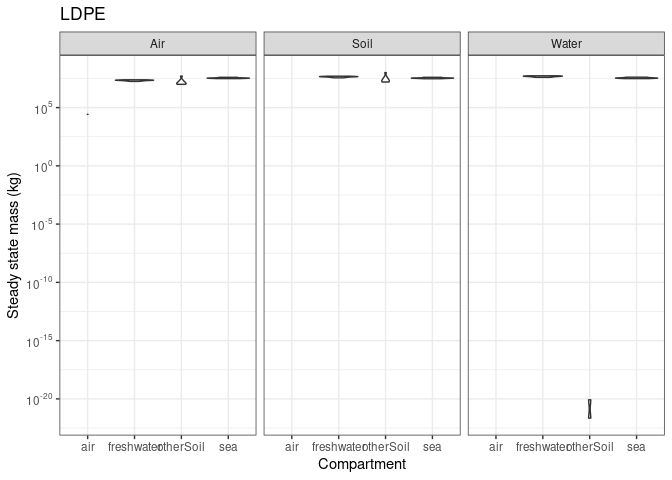 LDPE
Air Soil Water
Steady state mass (kg)
10^5
10^0
10^-5
10^-10
10^-15
10^-20
air freshwater otherSoil sea air freshwater otherSoil sea air freshwater otherSoil sea
Compartment